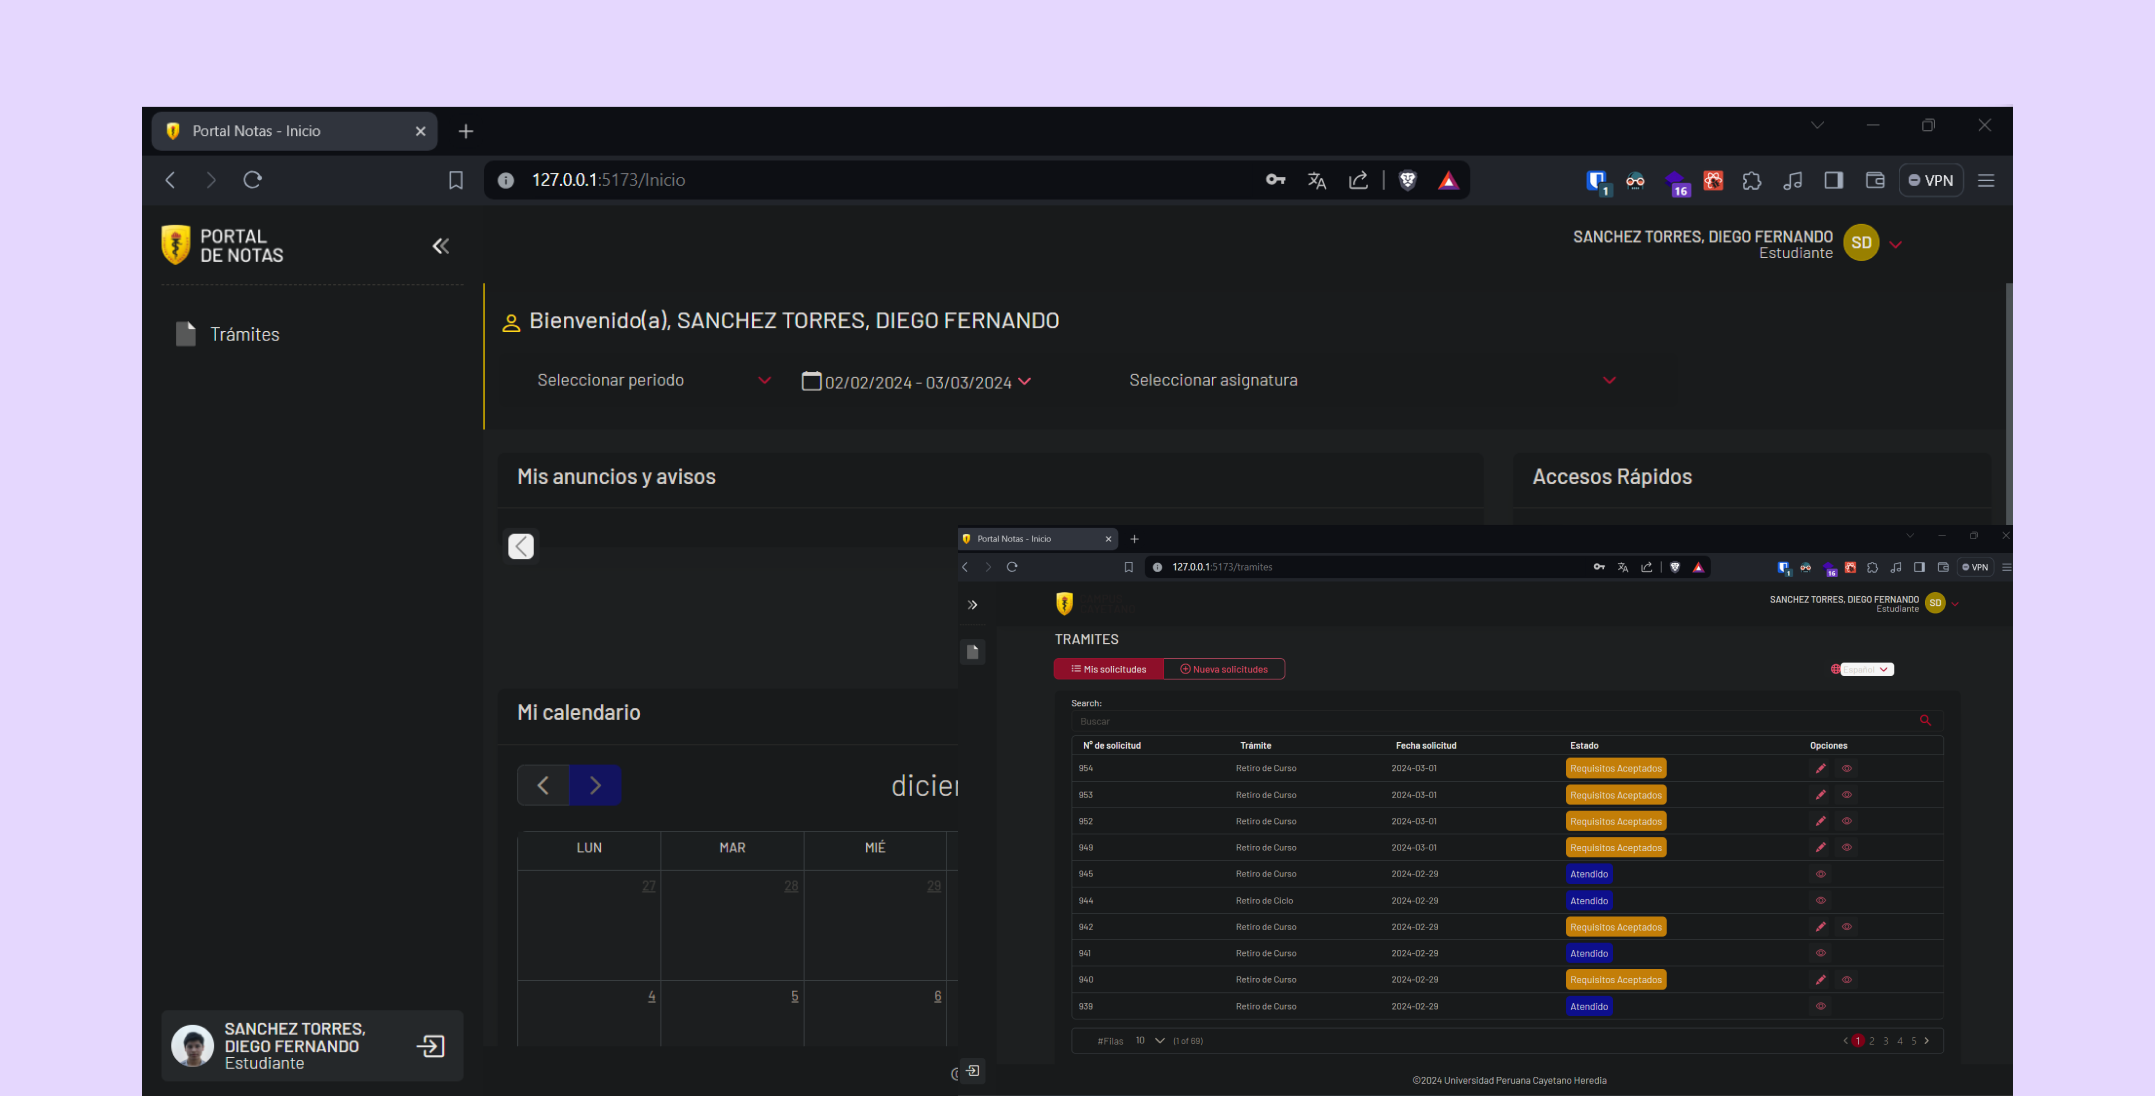 Portal Notas - Inicio
127.0.0.1:5173/Inicio
1
16
VPN
PORTAL
DE NOTAS
SANCHEZ TORRES, DIEGO FERNANDO
Estudiante
SD
Trámites
Bienvenido(a), SANCHEZ TORRES, DIEGO FERNANDO
Seleccionar periodo
02/02/2024 - 03/03/2024
Seleccionar asignatura
Mis anuncios y avisos
Accesos Rápidos
Mi calendario
dicie
LUN MAR MIÉ
27 28 29
4 5 6
SANCHEZ TORRES,
DIEGO FERNANDO
Estudiante
Portal Notas - Inicio
127.0.0.1:5173/tramites
16
VPN
SANCHEZ TORRES, DIEGO FERNANDO
Estudiante
SD
TRAMITES
Mis solicitudes
Nueva solicitudes
Español
Search:
Buscar
N° de solicitud Trámite Fecha solicitud Estado Opciones
954 Retiro de Curso 2024-03-01 Requisitos Aceptados
953 Retiro de Curso 2024-03-01 Requisitos Aceptados
952 Retiro de Curso 2024-03-01 Requisitos Aceptados
949 Retiro de Curso 2024-03-01 Requisitos Aceptados
945 Retiro de Curso 2024-02-29 Atendido
944 Retiro de Ciclo 2024-02-29 Atendido
942 Retiro de Curso 2024-02-29 Requisitos Aceptados
941 Retiro de Curso 2024-02-29 Atendido
940 Retiro de Curso 2024-02-29 Requisitos Aceptados
939 Retiro de Curso 2024-02-29 Atendido
#Filas 10 (1 of 69)
1 2 3 4 5
©2024 Universidad Peruana Cayetano Heredia